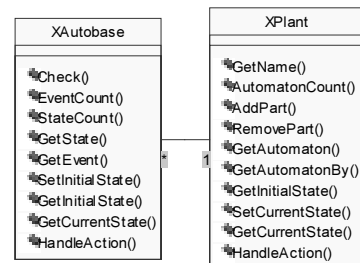 XAutobase
Check()
EventCount()
StateCount()
GetState()
GetEvent()
SetInitialState()
GetInitialState()
GetCurrentState()
HandleAction()
*
1
XPlant
GetName()
AutomatonCount()
AddPart()
RemovePart()
GetAutomaton()
GetAutomatonBy()
GetInitialState()
SetCurrentState()
GetCurrentState()
HandleAction()